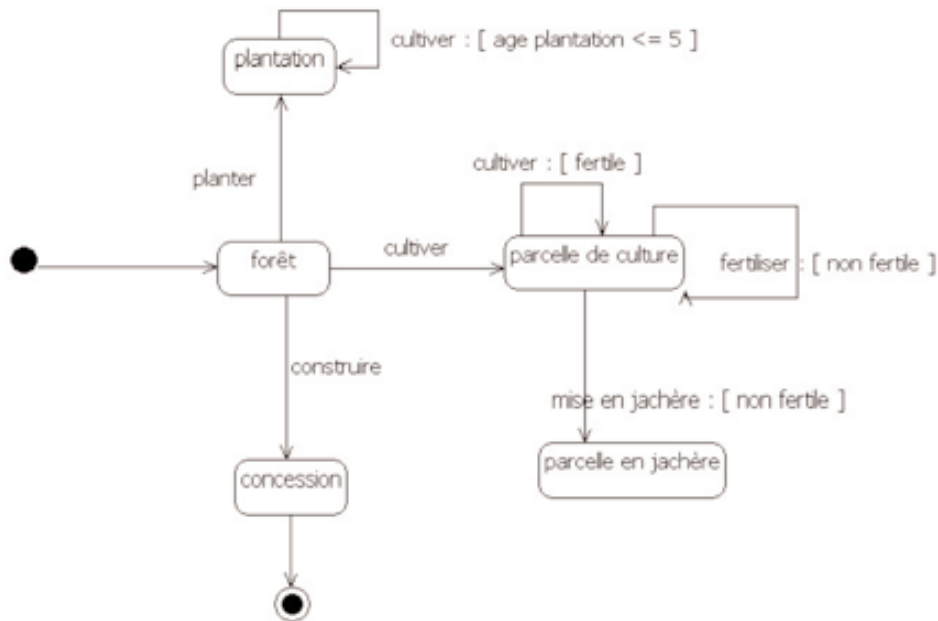 cultiver : [ age plantation <= 5 ]
plantation
cultiver : [ fertile ]
planter
forêt
cultiver
parcelle de culture
fertiliser : [ non fertile ]
construire
mise en jachère : [ non fertile ]
concession
parcelle en jachère